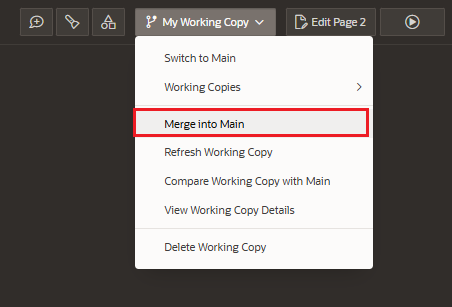 My Working Copy
Edit Page 2
Switch to Main
Working Copies
Merge into Main
Refresh Working Copy
Compare Working Copy with Main
View Working Copy Details
Delete Working Copy